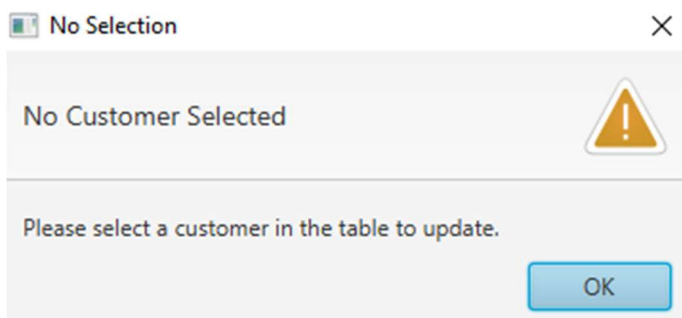 No Selection
No Customer Selected
Please select a customer in the table to update.
OK